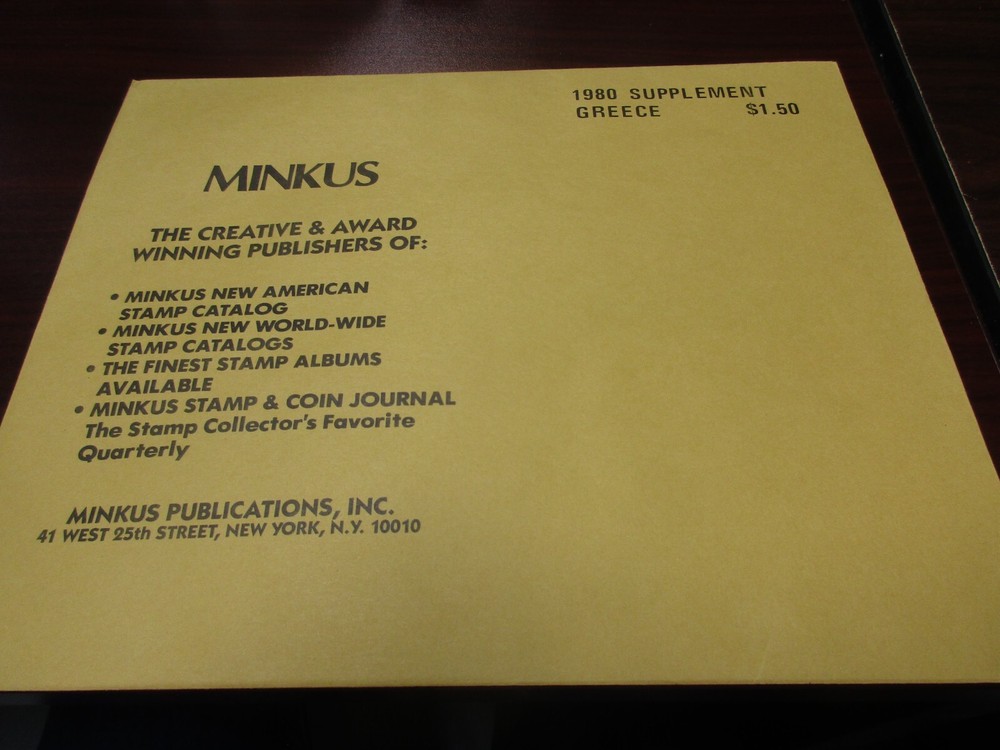 1980 SUPPLEMENT
GREECE $1.50
MINKUS
THE CREATIVE & AWARD
WINNING PUBLISHERS OF:
• MINKUS NEW AMERICAN
STAMP CATALOG
• MINKUS NEW WORLD-WIDE
STAMP CATALOGS
• THE FINEST STAMP ALBUMS
AVAILABLE
• MINKUS STAMP & COIN JOURNAL
The Stamp Collector's Favorite
Quarterly
MINKUS PUBLICATIONS, INC.
41 WEST 25th STREET, NEW YORK, N.Y. 10010